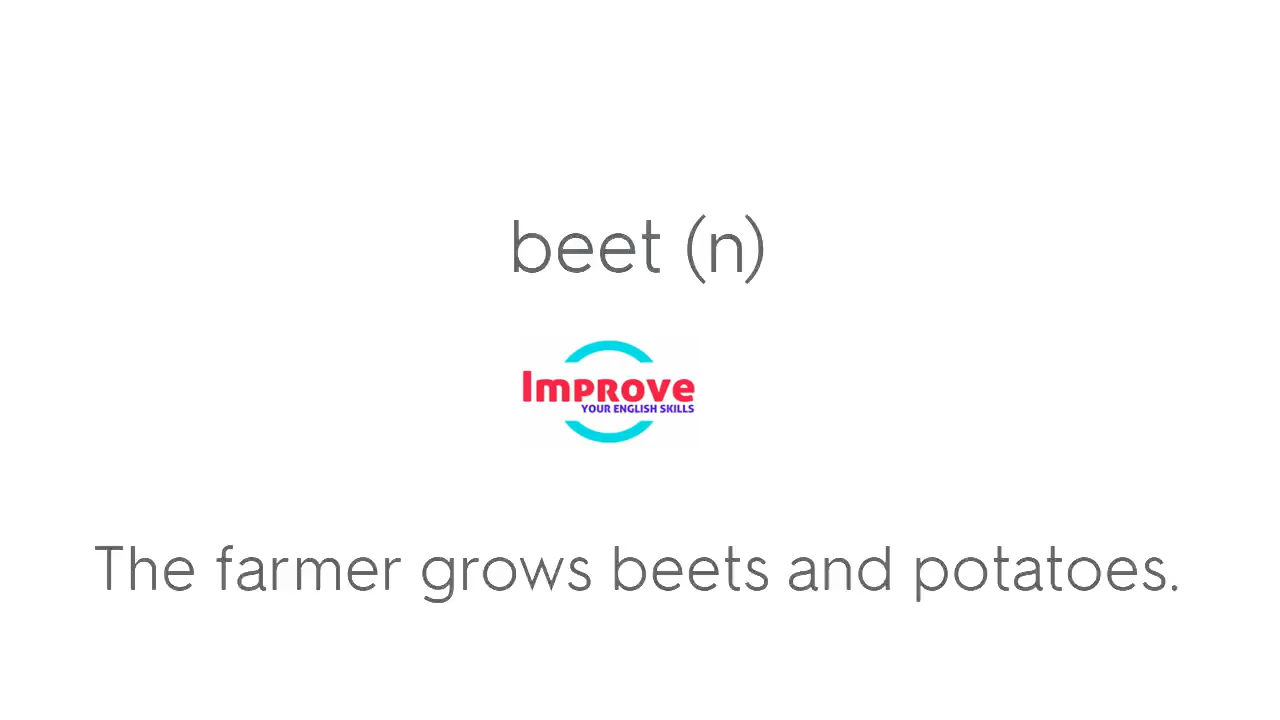 beet (n)
Improve
YOUR ENGLISH SKILLS
The farmer grows beets and potatoes.